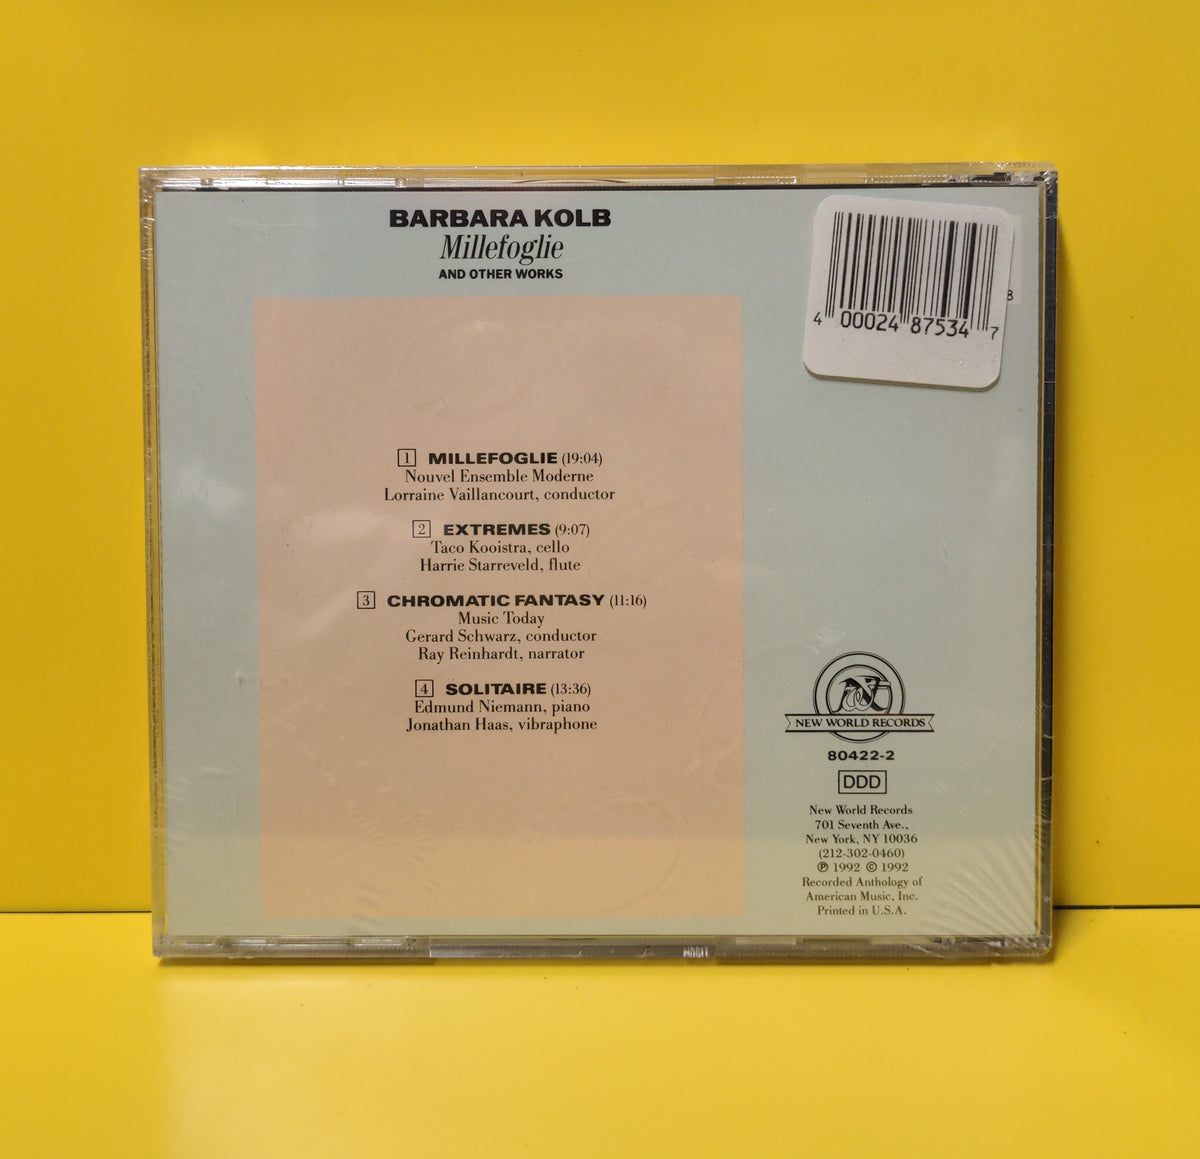 BARBARA KOLB
Millefoglie
AND OTHER WORKS
8
4 00024 87534 7
1 MILLEFOGLIE (19:04)
Nouvel Ensemble Moderne
Lorraine Vaillancourt, conductor
2 EXTREMES (9:07)
Taco Kooistra, cello
Harrie Starreveld, flute
3 CHROMATIC FANTASY (11:16)
Music Today
Gerard Schwarz, conductor
Ray Reinhardt, narrator
4 SOLITAIRE (13:36)
Edmund Niemann, piano
Jonathan Haas, vibraphone
NEW WORLD RECORDS
80422-2
DDD
New World Records
701 Seventh Ave.,
New York, NY 10036
(212-302-0460)
℗ 1992 © 1992
Recorded Anthology of
American Music, Inc.
Printed in U.S.A.